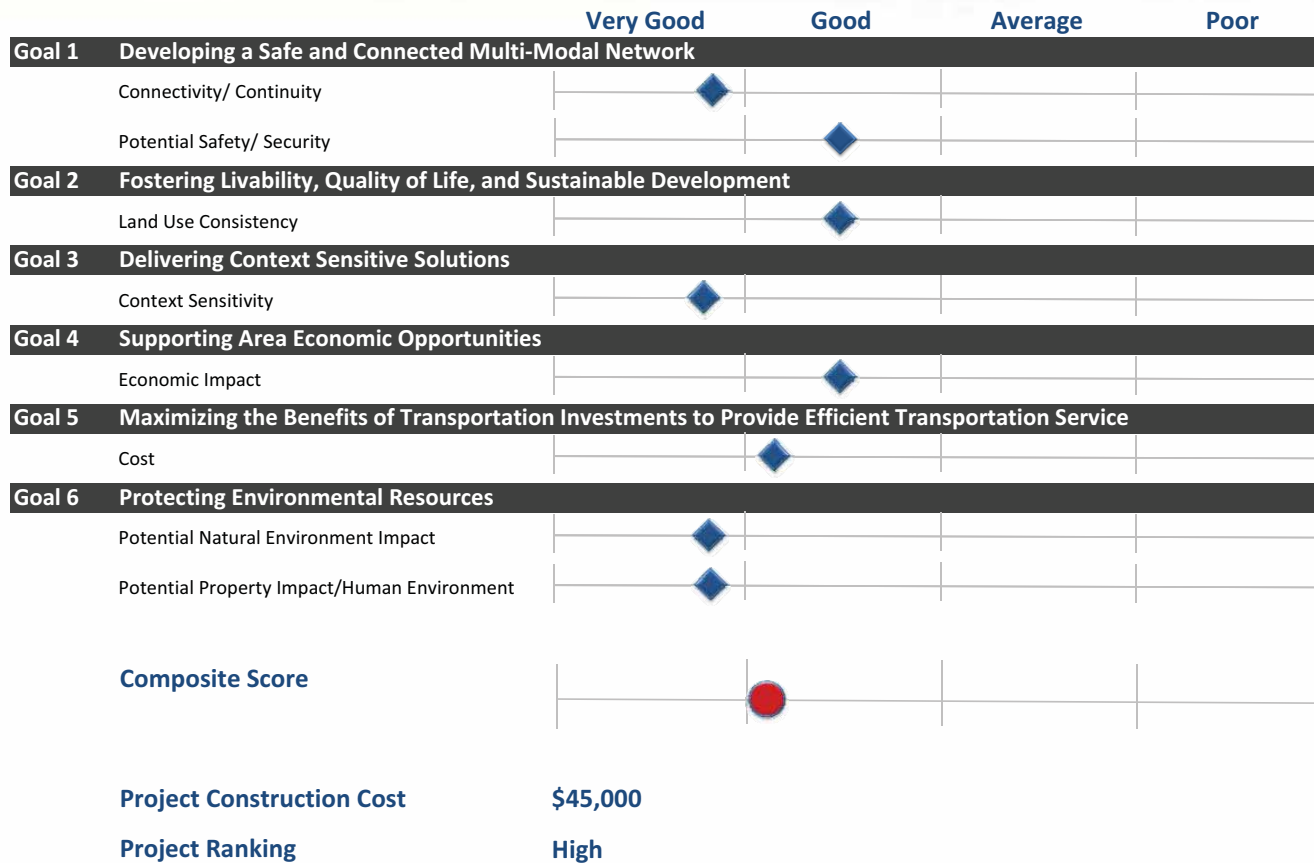 Very Good Good Average Poor
Goal 1 Developing a Safe and Connected Multi-Modal Network
Connectivity/ Continuity
Potential Safety/ Security
Goal 2 Fostering Livability, Quality of Life, and Sustainable Development
Land Use Consistency
Goal 3 Delivering Context Sensitive Solutions
Context Sensitivity
Goal 4 Supporting Area Economic Opportunities
Economic Impact
Goal 5 Maximizing the Benefits of Transportation Investments to Provide Efficient Transportation Service
Cost
Goal 6 Protecting Environmental Resources
Potential Natural Environment Impact
Potential Property Impact/Human Environment
Composite Score
Project Construction Cost $45,000
Project Ranking High